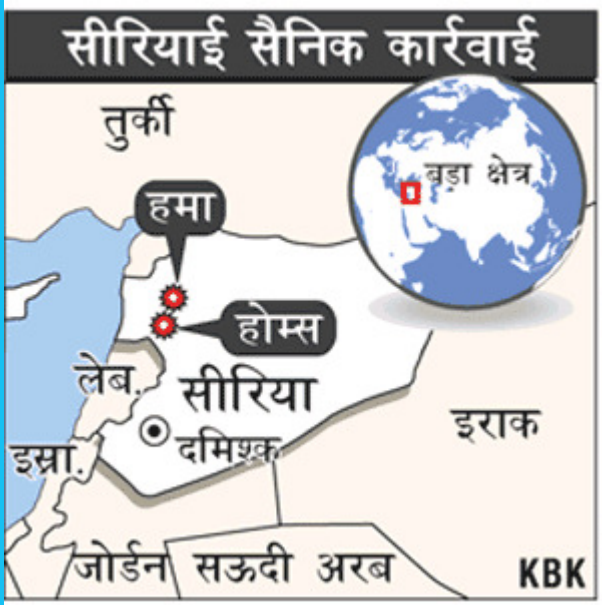 सीरियाई सैनिक कार्रवाई
तुर्की
बड़ा क्षेत्र
हमा
होम्स
लेब.
सीरिया
इराक
दमिश्क
इस्रा.
जोर्डन
सऊदी अरब
KBK